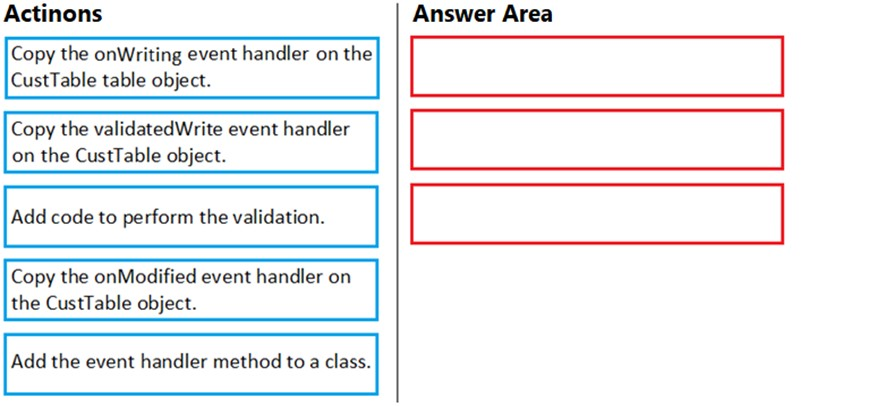 Actinons
Copy the onWriting event handler on the
CustTable table object.
Copy the validatedWrite event handler
on the CustTable object.
Add code to perform the validation.
Copy the onModified event handler on
the CustTable object.
Add the event handler method to a class.
Answer Area